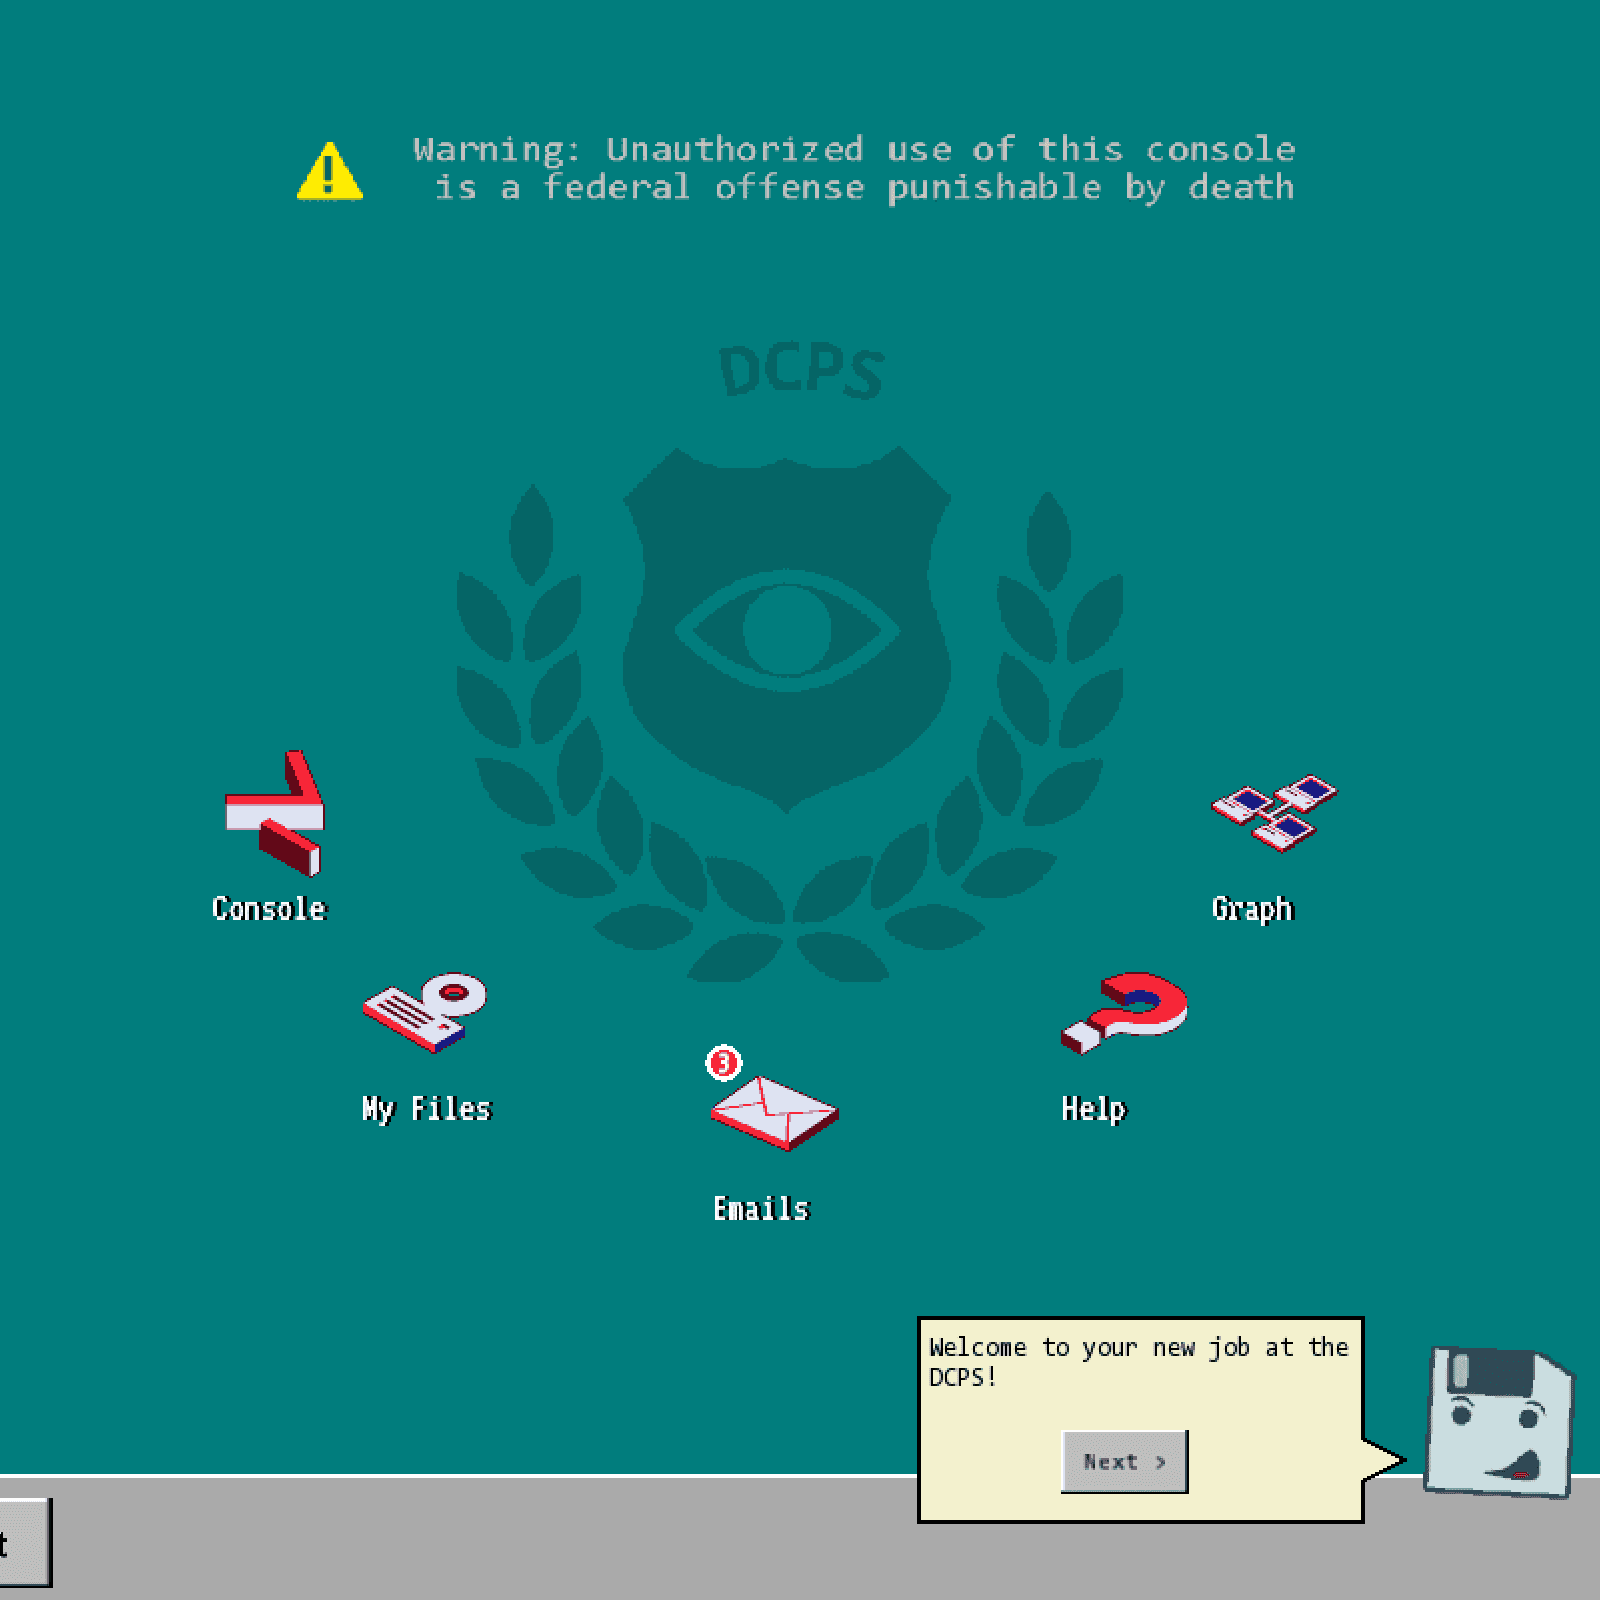 Warning: Unauthorized use of this console
is a federal offense punishable by death
DCPS
Console
Graph
My Files
Help
3
Emails
Welcome to your new job at the
DCPS!
Next >
t